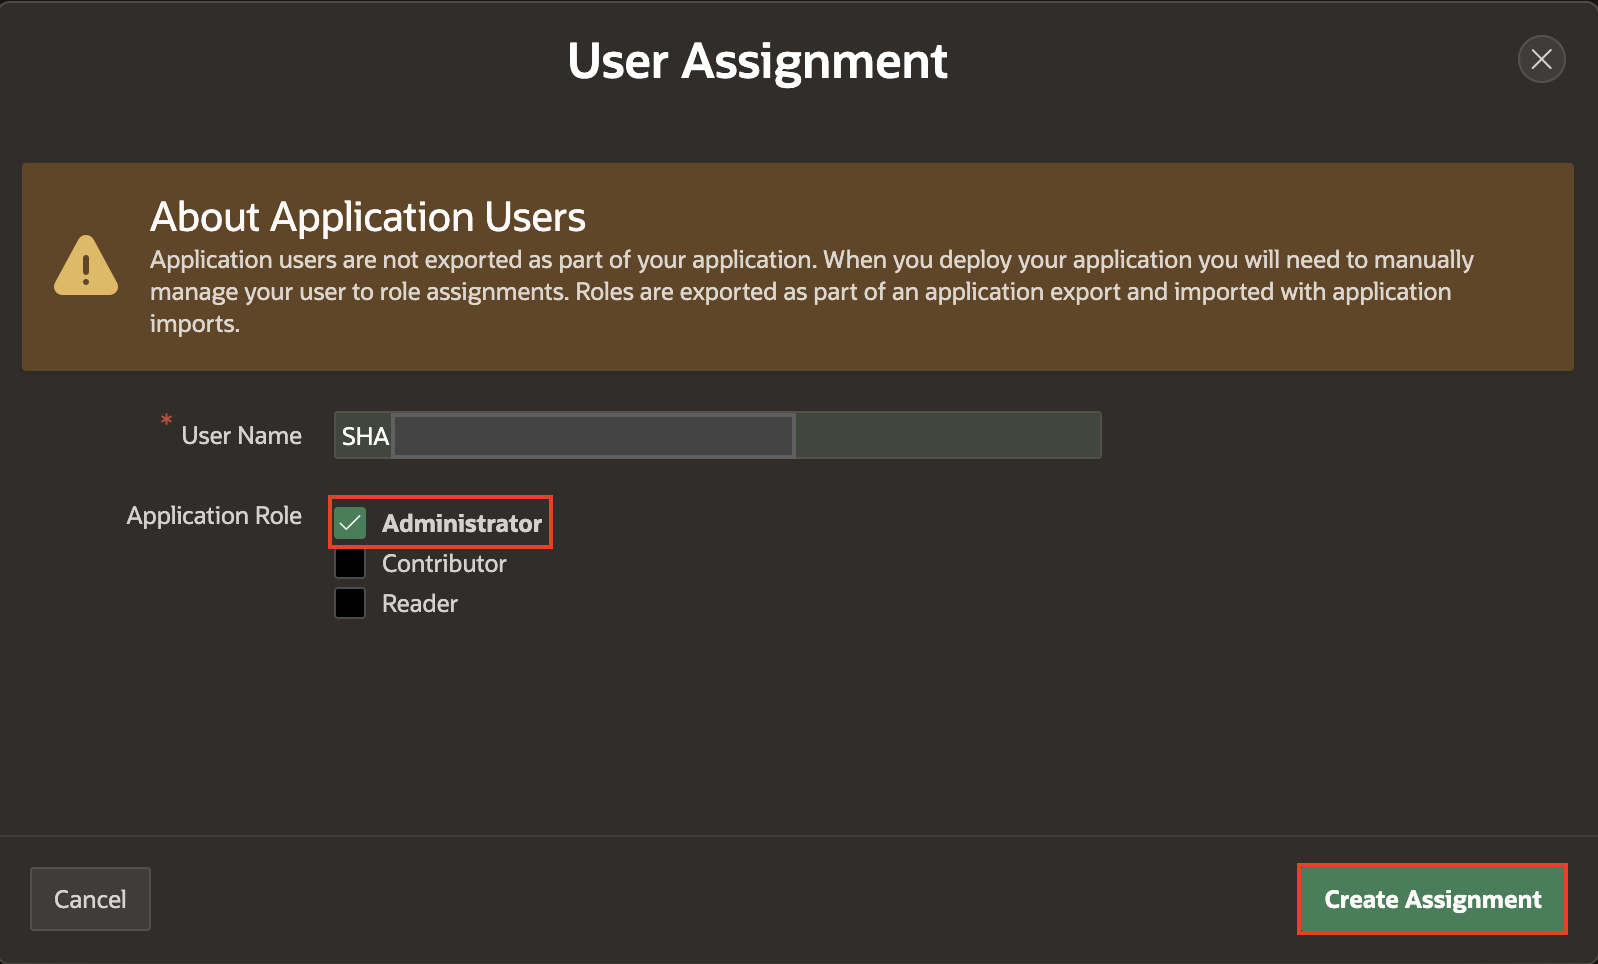 User Assignment
About Application Users
Application users are not exported as part of your application. When you deploy your application you will need to manually
manage your user to role assignments. Roles are exported as part of an application export and imported with application
imports.
* User Name
SHA
Application Role
Administrator
Contributor
Reader
Cancel
Create Assignment